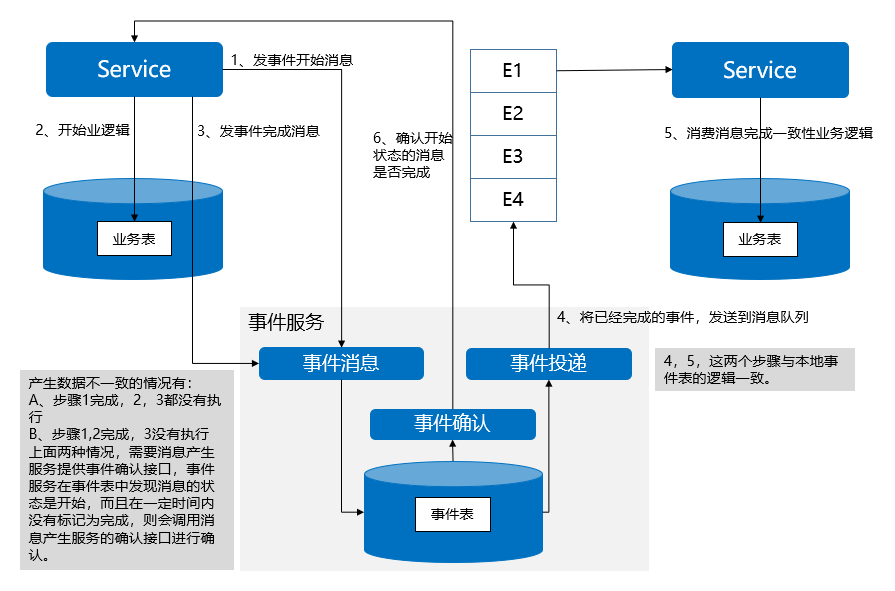 Service
1、发事件开始消息
E1
E2
E3
E4
Service
2、开始业逻辑
3、发事件完成消息
6、确认开始
状态的消息
是否完成
5、消费消息完成一致性业务逻辑
业务表
业务表
事件服务
4、将已经完成的事件，发送到消息队列
事件消息
事件投递
4，5，这两个步骤与本地事
件表的逻辑一致。
产生数据不一致的情况有：
A、步骤1完成，2，3都没有执
行
B、步骤1,2完成，3没有执行
上面两种情况，需要消息产生
服务提供事件确认接口，事件
服务在事件表中发现消息的状
态是开始，而且在一定时间内
没有标记为完成，则会调用消
息产生服务的确认接口进行确
认。
事件确认
事件表